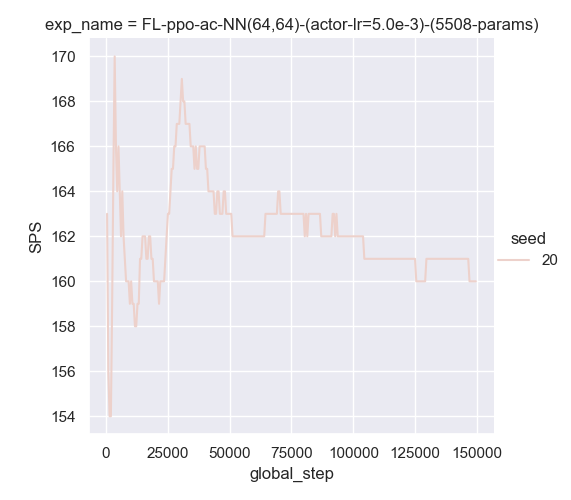 exp_name = FL-ppo-ac-NN(64,64)-(actor-lr=5.0e-3)-(5508-params)
170
168
166
164
162
160
158
156
154
SPS
0 25000 50000 75000 100000 125000 150000
global_step
seed
20